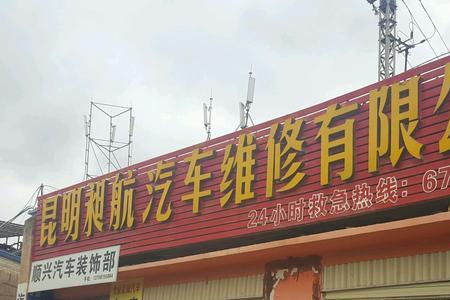 昆明昶航汽车维修有限公
24小时救急热线：67
顺兴汽车装饰部